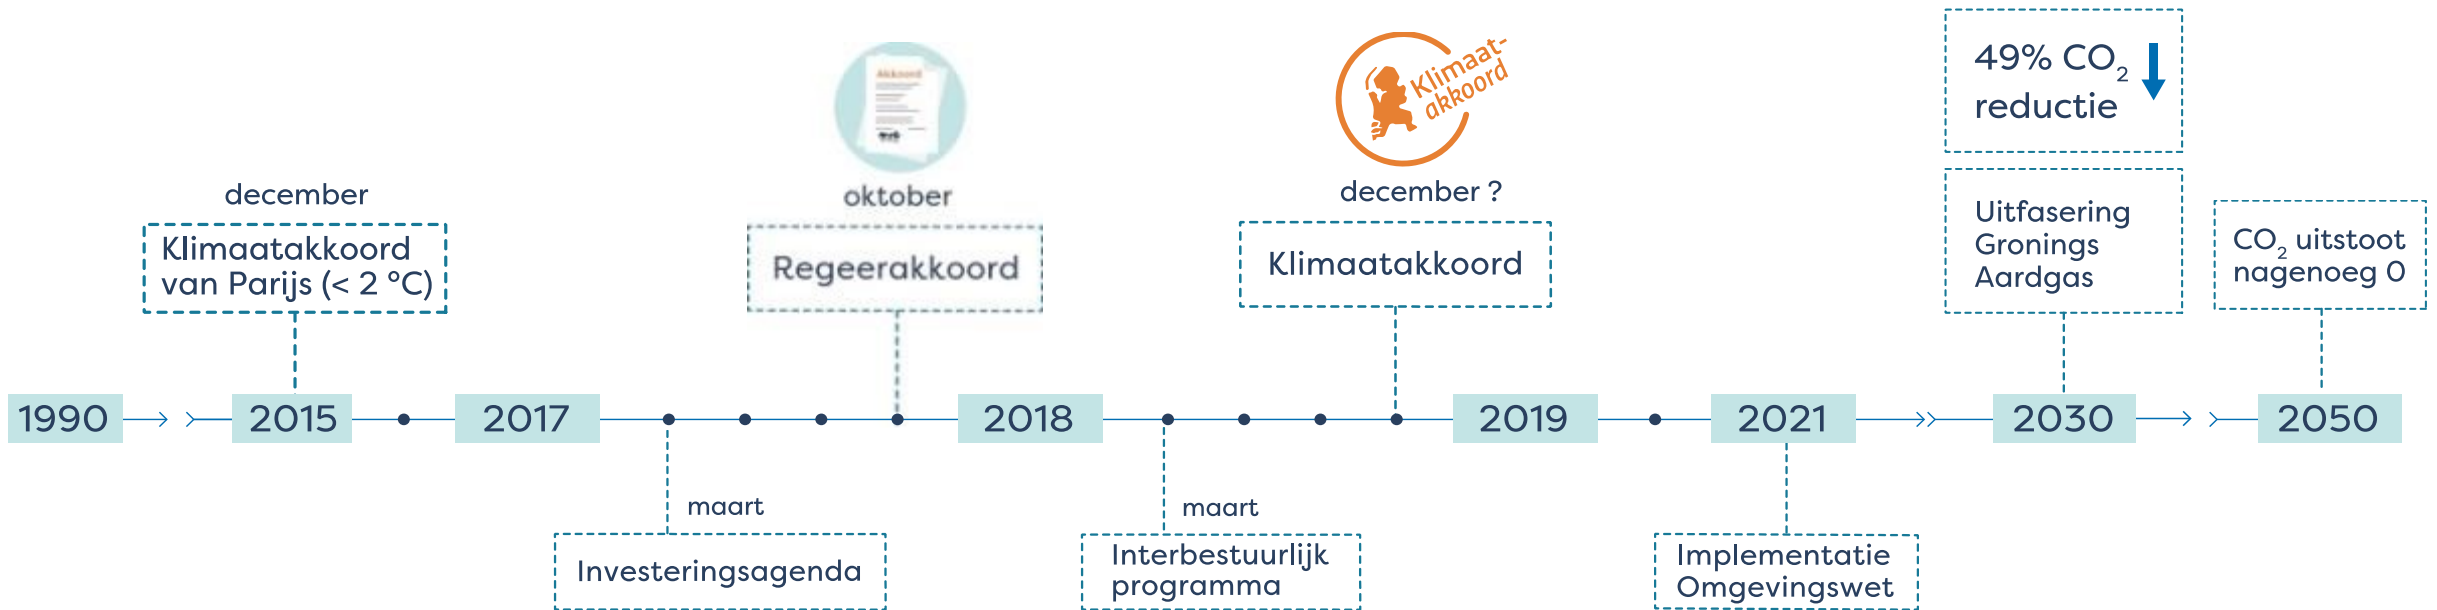 Akkoord
Klimaat-
akkoord
49% CO₂
reductie
december
Klimaatakkoord
van Parijs (< 2 °C)
oktober
Regeerakkoord
december ?
Klimaatakkoord
Uitfasering
Gronings
Aardgas
CO₂ uitstoot
nagenoeg 0
1990
2015
2017
2018
2019
2021
2030
2050
maart
Investeringsagenda
maart
Interbestuurlijk
programma
Implementatie
Omgevingswet